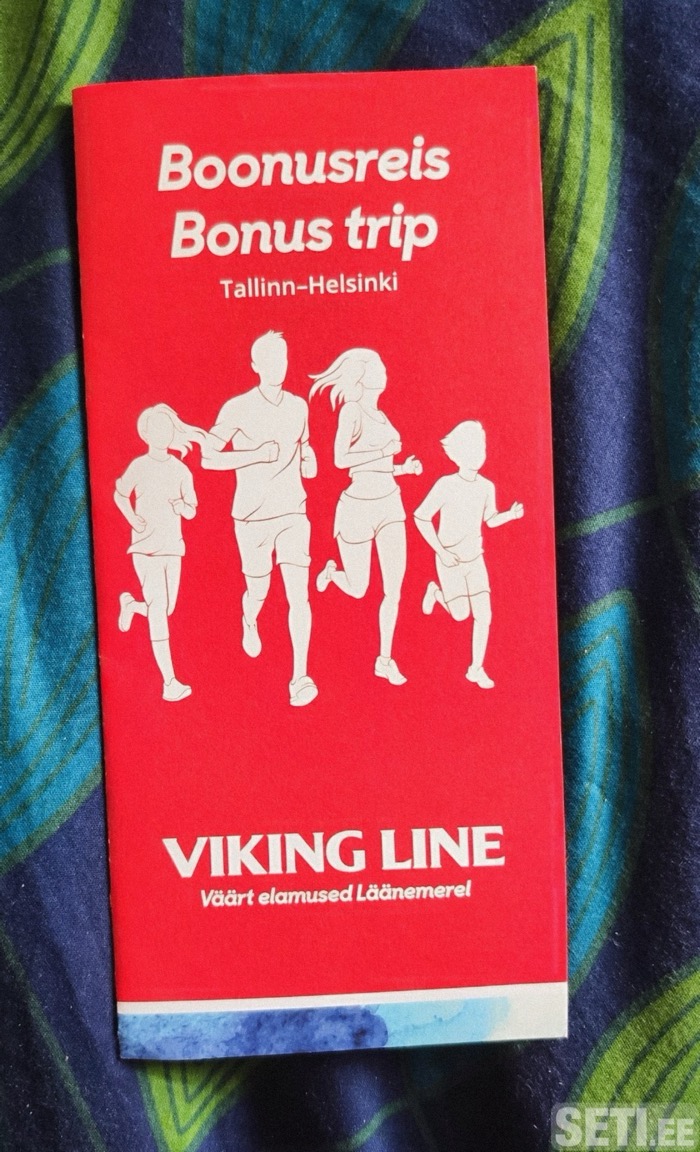 Boonusreis
Bonus trip
Tallinn–Helsinki
VIKING LINE
Väärt elamused Läänemerel
SETI.EE